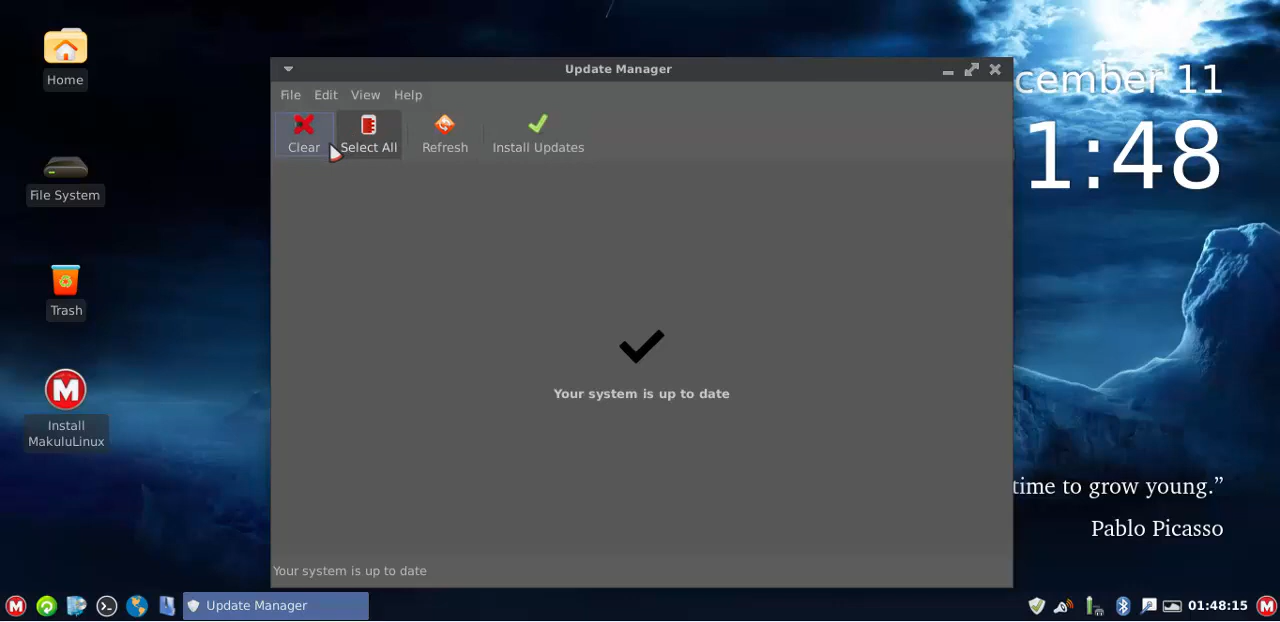 Home
File System
Trash
Install
MakuluLinux
Update Manager
File Edit View Help
Clear Select All Refresh Install Updates
Your system is up to date
Your system is up to date
cember 11
1:48
time to grow young.”
Pablo Picasso
Update Manager
01:48:15